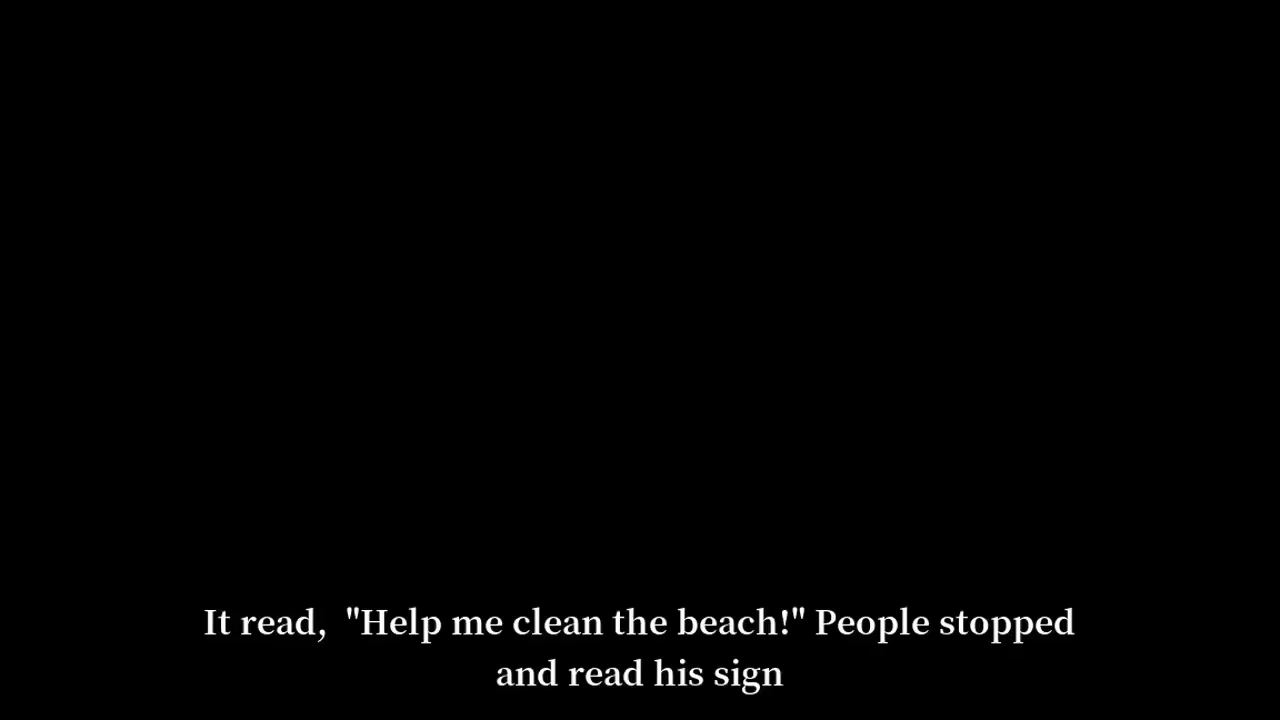 It read,  "Help me clean the beach!" People stopped
and read his sign